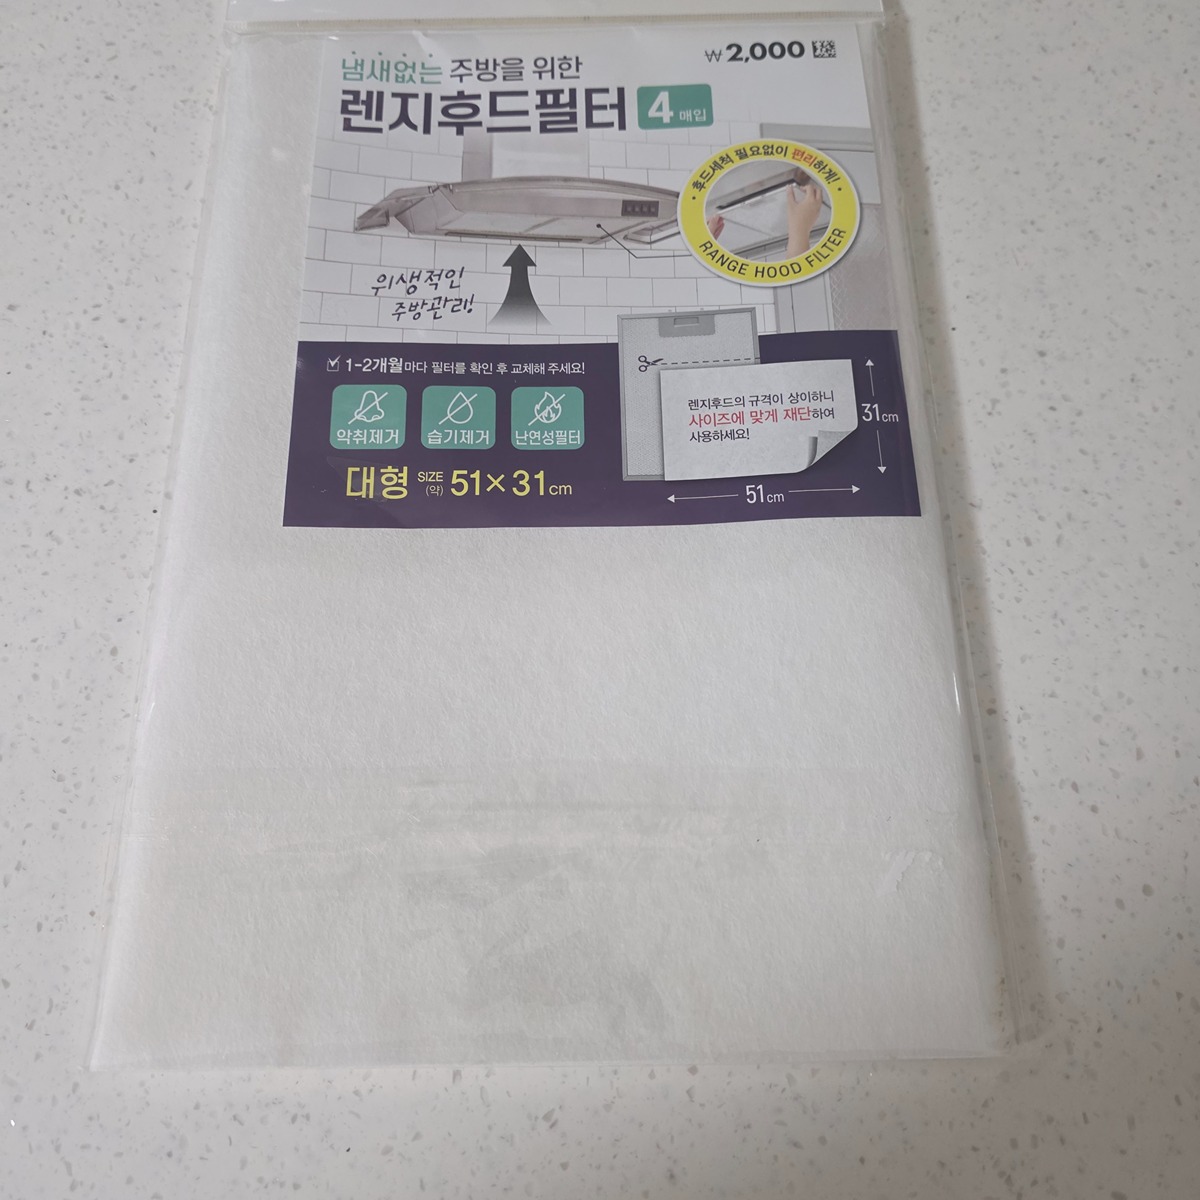 ₩2,000
냄새없는 주방을 위한
렌지후드필터 4 매입
• 후드세척 필요없이 편리하게! •
RANGE HOOD FILTER
위생적인
주방관리!
1-2개월마다 필터를 확인 후 교체해 주세요!
악취제거 습기제거 난연성필터
대형 SIZE (약) 51×31cm
렌지후드의 규격이 상이하니
사이즈에 맞게 재단하여
사용하세요!
31cm
51cm